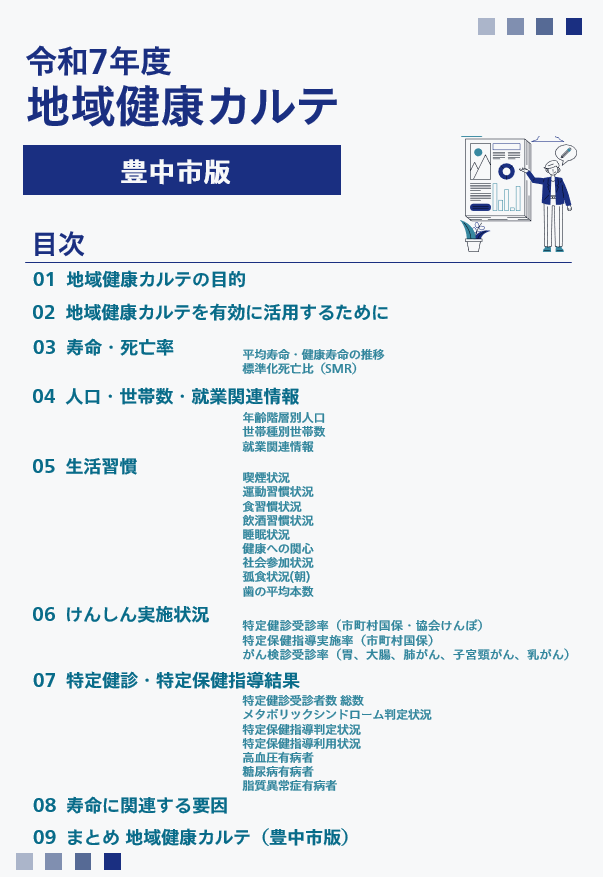 令和7年度
地域健康カルテ
豊中市版
目次
01 地域健康カルテの目的
02 地域健康カルテを有効に活用するために
03 寿命・死亡率
平均寿命・健康寿命の推移
標準化死亡比（SMR）
04 人口・世帯数・就業関連情報
年齢階層別人口
世帯種別世帯数
就業関連情報
05 生活習慣
喫煙状況
運動習慣状況
食習慣状況
飲酒習慣状況
睡眠状況
健康への関心
社会参加状況
孤食状況(朝)
歯の平均本数
06 けんしん実施状況
特定健診受診率（市町村国保・協会けんぽ）
特定保健指導実施率（市町村国保）
がん検診受診率（胃、大腸、肺がん、子宮頸がん、乳がん）
07 特定健診・特定保健指導結果
特定健診受診者数 総数
メタボリックシンドローム判定状況
特定保健指導判定状況
特定保健指導利用状況
高血圧有病者
糖尿病有病者
脂質異常症有病者
08 寿命に関連する要因
09 まとめ 地域健康カルテ（豊中市版）